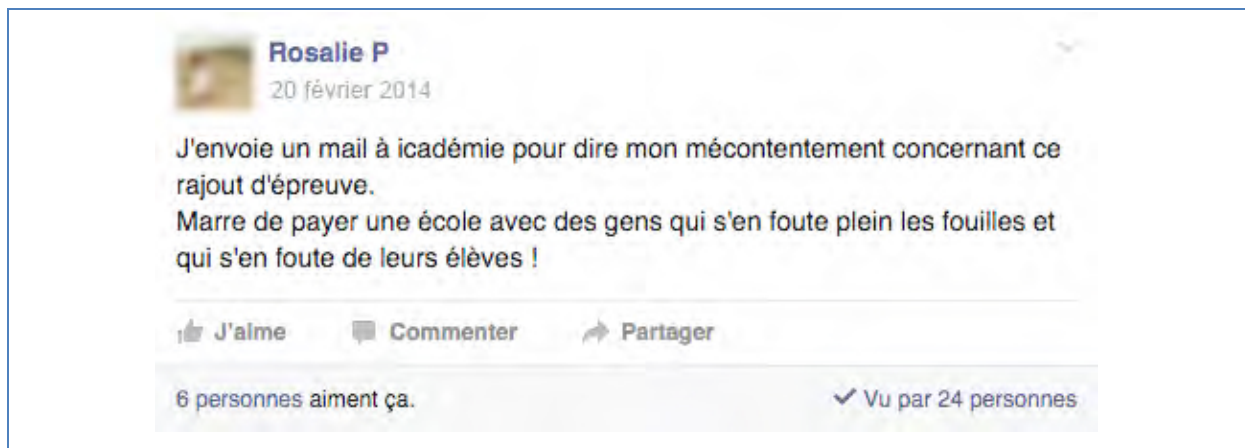 Rosalie P
20 février 2014
J'envoie un mail à icadémie pour dire mon mécontentement concernant ce
rajout d'épreuve.
Marre de payer une école avec des gens qui s'en foute plein les fouilles et
qui s'en foute de leurs élèves !
J'aime Commenter Partager
6 personnes aiment ça. Vu par 24 personnes